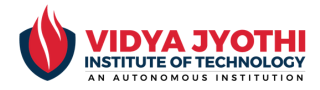 VIDYA JYOTHI
INSTITUTE OF TECHNOLOGY
AN AUTONOMOUS INSTITUTION